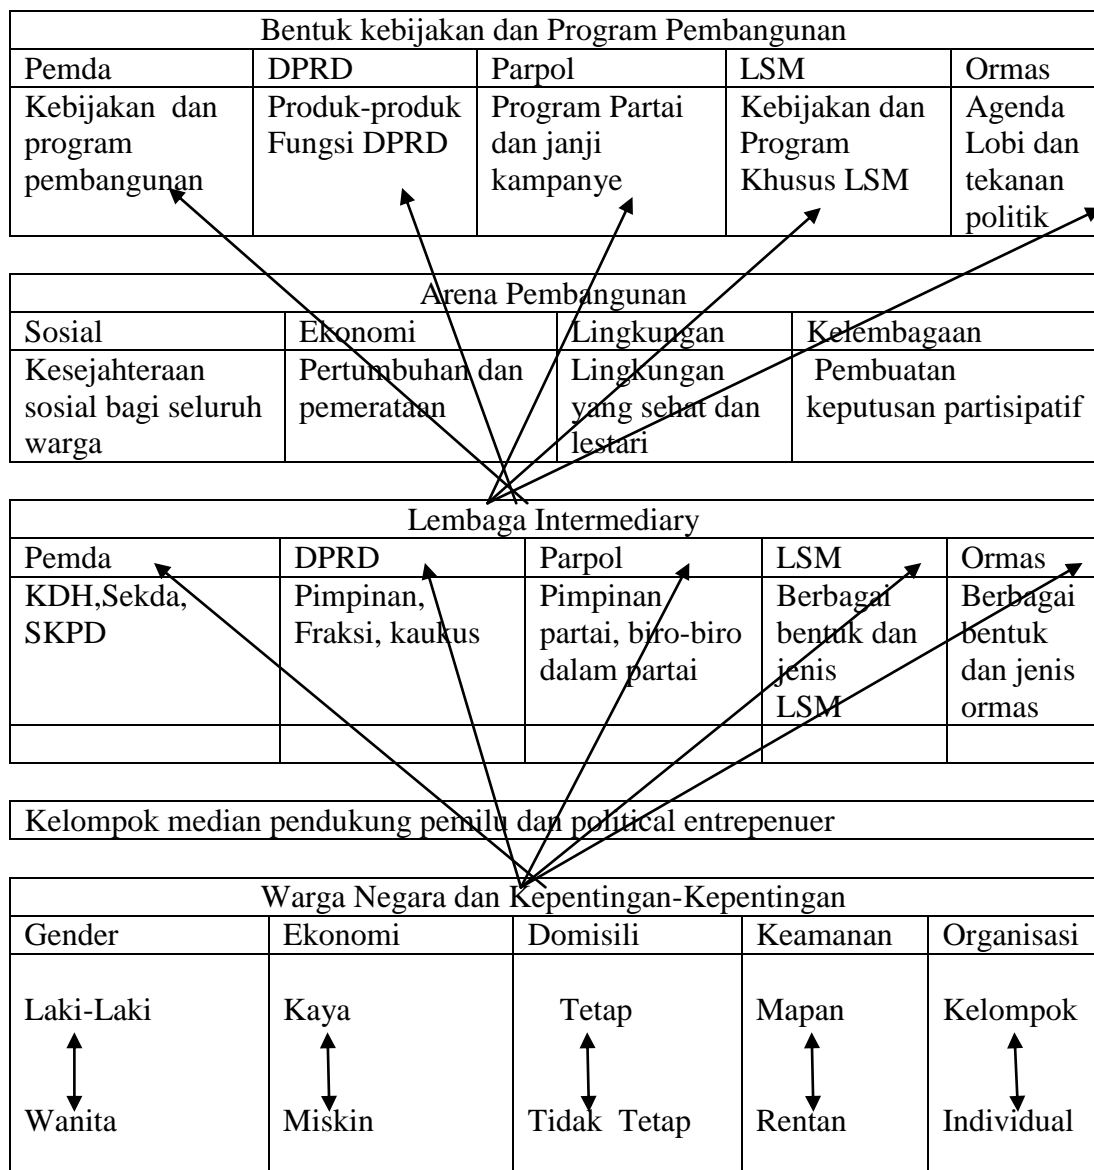 Bentuk kebijakan dan Program Pembangunan
Pemda DPRD Parpol LSM Ormas
Kebijakan dan Produk-produk Program Partai Kebijakan dan Agenda
program Fungsi DPRD dan janji Program Lobi dan
pembangunan kampanye Khusus LSM tekanan
politik
Arena Pembangunan
Sosial Ekonomi Lingkungan Kelembagaan
Kesejahteraan Pertumbuhan dan Lingkungan Pembuatan
sosial bagi seluruh pemerataan yang sehat dan keputusan partisipatif
warga lestari
Lembaga Intermediary
Pemda DPRD Parpol LSM Ormas
KDH,Sekda, Pimpinan, Pimpinan Berbagai Berbagai
SKPD Fraksi, kaukus partai, biro-biro bentuk dan bentuk
dalam partai jenis dan jenis
LSM ormas
Kelompok median pendukung pemilu dan political entrepenuer
Warga Negara dan Kepentingan-Kepentingan
Gender Ekonomi Domisili Keamanan Organisasi
Laki-Laki Kaya Tetap Mapan Kelompok
Wanita Miskin Tidak Tetap Rentan Individual